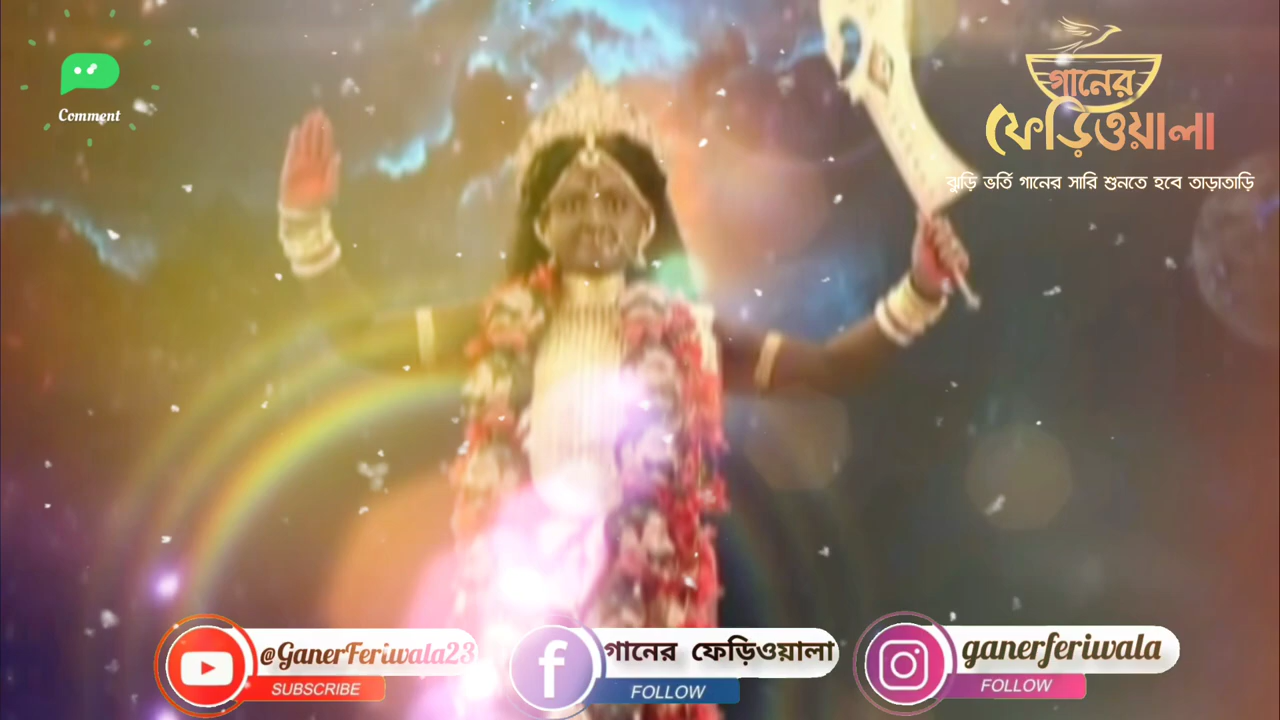 Comment
গানের
ফেড়িওয়ালা
ঝুড়ি ভর্তি গানের সারি শুনতে হবে তাড়াতাড়ি
@GanerFeriwala23
SUBSCRIBE
গানের ফেড়িওয়ালা
FOLLOW
ganerferiwala
FOLLOW